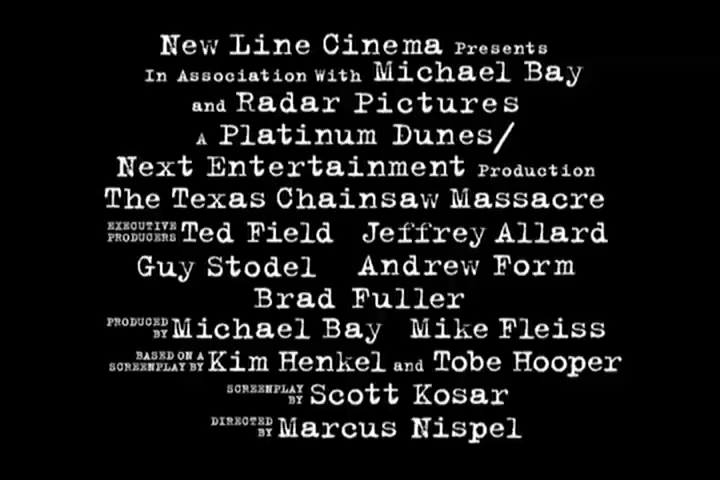 New Line Cinema Presents
In Association With Michael Bay
and Radar Pictures
A Platinum Dunes/
Next Entertainment Production
The Texas Chainsaw Massacre
EXECUTIVE PRODUCERS Ted Field Jeffrey Allard
Guy Stodel Andrew Form
Brad Fuller
PRODUCED BY Michael Bay Mike Fleiss
BASED ON A SCREENPLAY BY Kim Henkel and Tobe Hooper
SCREENPLAY BY Scott Kosar
DIRECTED BY Marcus Nispel